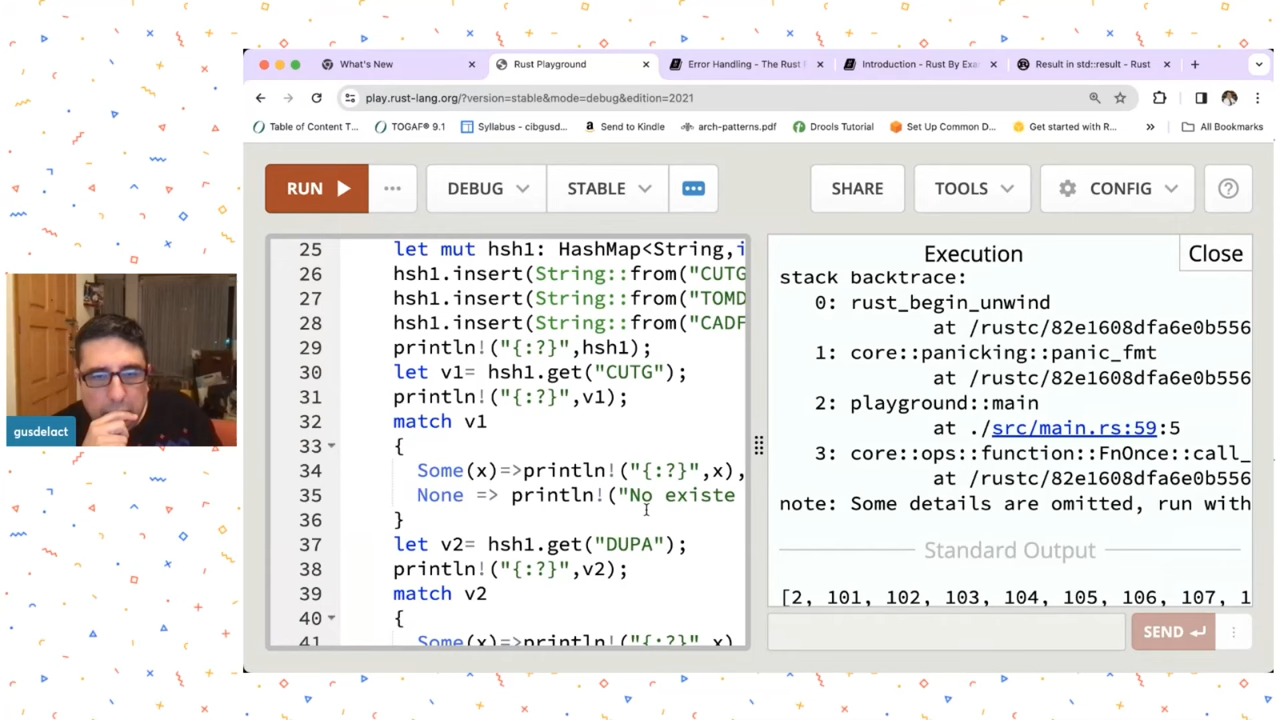 What's New
Rust Playground
Error Handling - The Rust
Introduction - Rust By Exa
Result in std::result - Rust
play.rust-lang.org/?version=stable&mode=debug&edition=2021
Table of Content T...
TOGAF® 9.1
Syllabus - cibgusd...
Send to Kindle
arch-patterns.pdf
Drools Tutorial
Set Up Common D...
Get started with R...
All Bookmarks
RUN
DEBUG
STABLE
SHARE
TOOLS
CONFIG
25 let mut hsh1: HashMap<String,i
26 hsh1.insert(String::from("CUTG
27 hsh1.insert(String::from("TOMD
28 hsh1.insert(String::from("CADF
29 println!("{:?}",hsh1);
30 let v1= hsh1.get("CUTG");
31 println!("{:?}",v1);
32 match v1
33 {
34 Some(x)=>println!("{:?}",x),
35 None => println!("No existe
36 }
37 let v2= hsh1.get("DUPA");
38 println!("{:?}",v2);
39 match v2
40 {
41 Some(x)=>println!("{:?}",x)
Execution
Close
stack backtrace:
0: rust_begin_unwind
at /rustc/82e1608dfa6e0b556
1: core::panicking::panic_fmt
at /rustc/82e1608dfa6e0b556
2: playground::main
at ./src/main.rs:59:5
3: core::ops::function::FnOnce::call_
at /rustc/82e1608dfa6e0b556
note: Some details are omitted, run with
Standard Output
[2, 101, 102, 103, 104, 105, 106, 107, 1
SEND
gusdelact